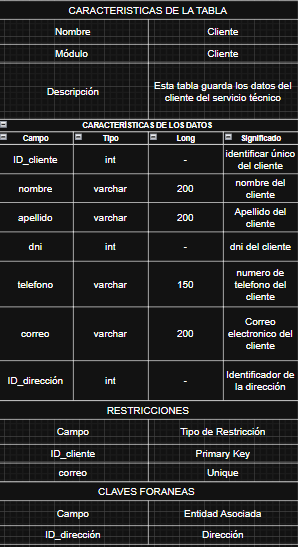 CARACTERISTICAS DE LA TABLA
Nombre Cliente
Módulo Cliente
Descripción Esta tabla guarda los datos del
cliente del servicio técnico
CARACTERÍSTICAS DE LOS DATOS
Campo Tipo Long Significado
ID_cliente int - identificar único
del cliente
nombre varchar 200 nombre del
cliente
apellido varchar 200 Apellido del
cliente
dni int - dni del cliente
telefono varchar 150 numero de
telefono del
cliente
correo varchar 200 Correo
electronico del
cliente
ID_dirección int - Identificador de
la dirección
RESTRICCIONES
Campo Tipo de Restricción
ID_cliente Primary Key
correo Unique
CLAVES FORANEAS
Campo Entidad Asociada
ID_dirección Dirección